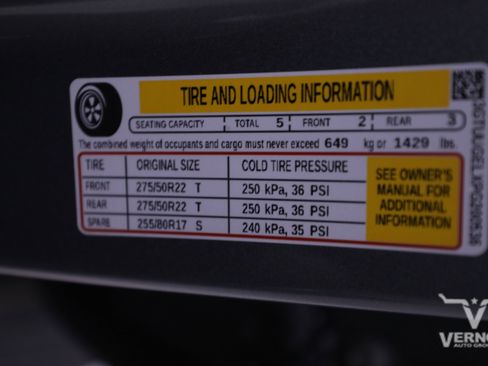 TIRE AND LOADING INFORMATION
SEATING CAPACITY TOTAL 5 FRONT 2 REAR 3
The combined weight of occupants and cargo must never exceed 649 kg or 1429 lbs.
TIRE ORIGINAL SIZE COLD TIRE PRESSURE
FRONT 275/50R22 T 250 kPa, 36 PSI
REAR 275/50R22 T 250 kPa, 36 PSI
SPARE 255/80R17 S 240 kPa, 35 PSI
SEE OWNER'S
MANUAL FOR
ADDITIONAL
INFORMATION
AUTO GROUP